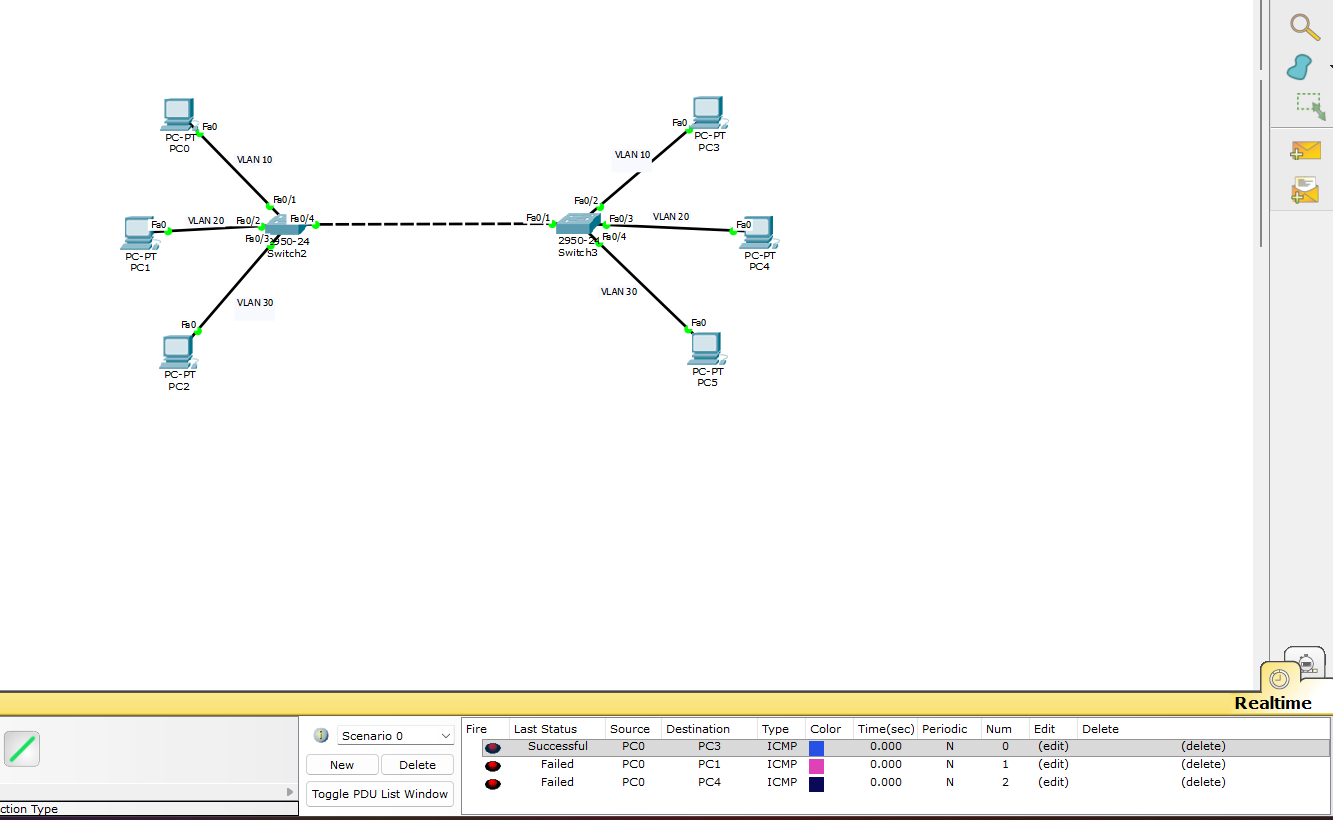 Fa0
PC-PT
PC0
VLAN 10
Fa0/1
Fa0
VLAN 20
Fa0/2
Fa0/4
Fa0/3
2950-24
Switch2
PC-PT
PC1
VLAN 30
Fa0
PC-PT
PC2
Fa0
PC-PT
PC3
VLAN 10
Fa0/2
Fa0/1
Fa0/3
VLAN 20
Fa0
Fa0/4
2950-24
Switch3
PC-PT
PC4
VLAN 30
Fa0
PC-PT
PC5
Realtime
Scenario 0
New
Delete
Toggle PDU List Window
ction Type
Fire Last Status Source Destination Type Color Time(sec) Periodic Num Edit Delete
Successful PC0 PC3 ICMP 0.000 N 0 (edit) (delete)
Failed PC0 PC1 ICMP 0.000 N 1 (edit) (delete)
Failed PC0 PC4 ICMP 0.000 N 2 (edit) (delete)